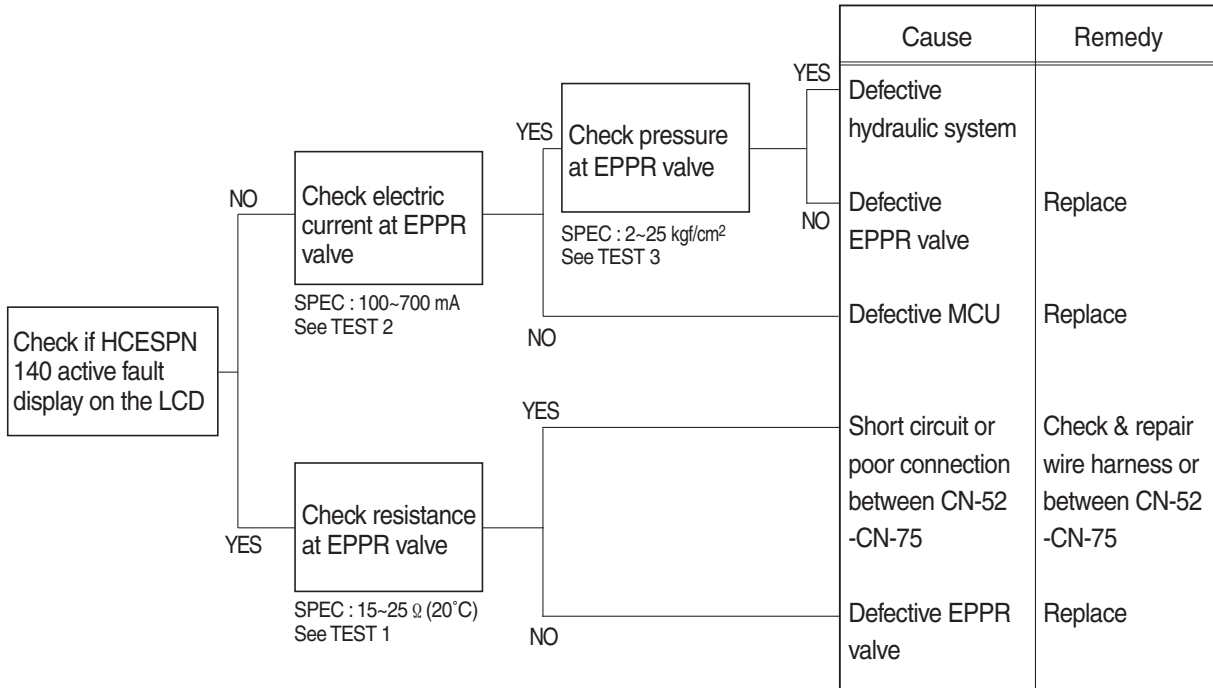 Cause
Remedy
YES
Defective
hydraulic system
YES
Check pressure
at EPPR valve
NO
Check electric
current at EPPR
valve
NO
Defective
EPPR valve
Replace
SPEC : 2~25 kgf/cm²
See TEST 3
SPEC : 100~700 mA
See TEST 2
Defective MCU
Replace
NO
Check if HCESPN
140 active fault
display on the LCD
YES
Short circuit or
poor connection
between CN-52
-CN-75
Check & repair
wire harness or
between CN-52
-CN-75
Check resistance
at EPPR valve
YES
SPEC : 15~25 Ω (20°C)
See TEST 1
NO
Defective EPPR
valve
Replace